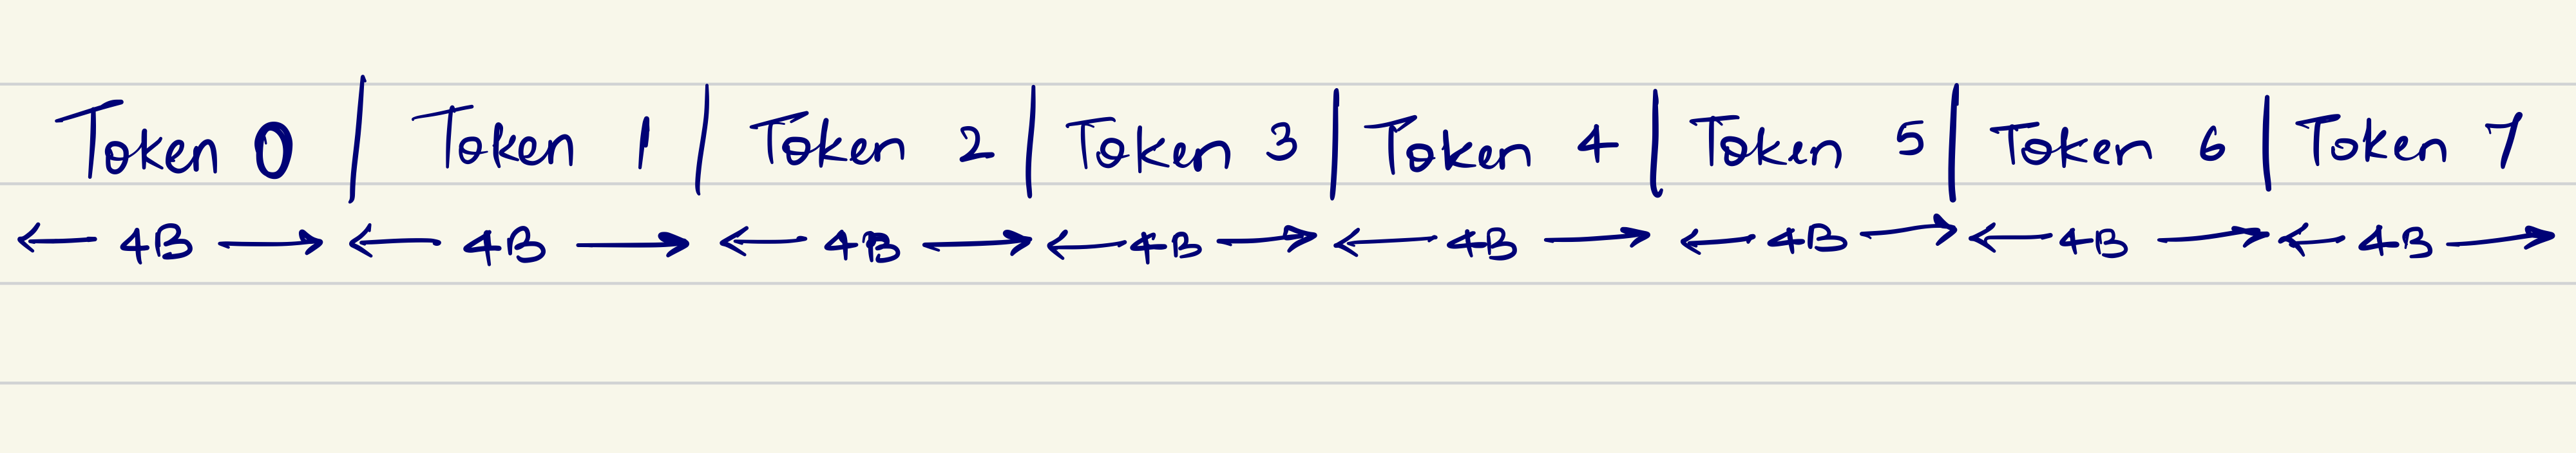 Token 0 | Token 1 | Token 2 | Token 3 | Token 4 | Token 5 | Token 6 | Token 7
← 4B → ← 4B → ← 4B → ← 4B → ← 4B → ← 4B → ← 4B → ← 4B →